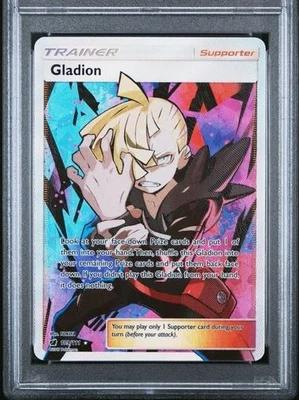 TRAINER
Supporter
Gladion
Look at your face-down Prize cards and put 1 of
them into your hand. Then, shuffle this Gladion into
your remaining Prize cards and put them back face
down. If you didn't play this Gladion from your hand,
it does nothing.
You may play only 1 Supporter card during your
turn (before your attack).